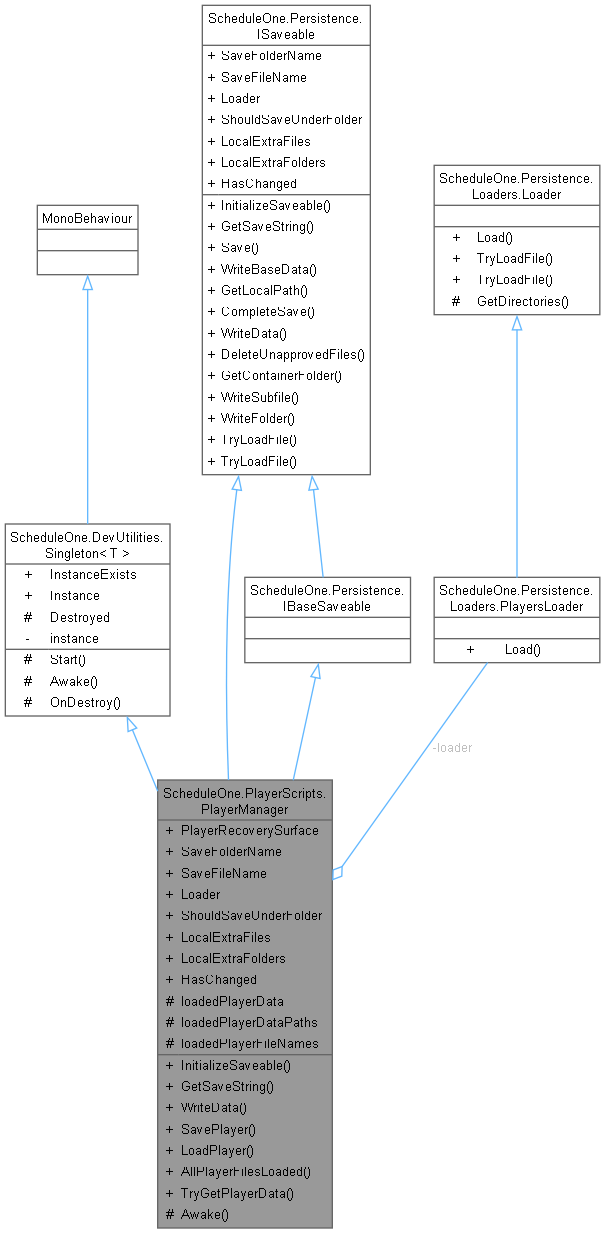 ScheduleOne.Persistence.
ISaveable
+ SaveFolderName
+ SaveFileName
+ Loader
+ ShouldSaveUnderFolder
+ LocalExtraFiles
+ LocalExtraFolders
+ HasChanged
+ InitializeSaveable()
+ GetSaveString()
+ Save()
+ WriteBaseData()
+ GetLocalPath()
+ CompleteSave()
+ WriteData()
+ DeleteUnapprovedFiles()
+ GetContainerFolder()
+ WriteSubfile()
+ WriteFolder()
+ TryLoadFile()
+ TryLoadFile()
ScheduleOne.Persistence.
Loaders.Loader
+ Load()
+ TryLoadFile()
+ TryLoadFile()
# GetDirectories()
MonoBehaviour
ScheduleOne.DevUtilities.
Singleton< T >
+ InstanceExists
+ Instance
# Destroyed
- instance
# Start()
# Awake()
# OnDestroy()
ScheduleOne.Persistence.
IBaseSaveable
ScheduleOne.Persistence.
Loaders.PlayersLoader
+ Load()
-loader
ScheduleOne.PlayerScripts.
PlayerManager
+ PlayerRecoverySurface
+ SaveFolderName
+ SaveFileName
+ Loader
+ ShouldSaveUnderFolder
+ LocalExtraFiles
+ LocalExtraFolders
+ HasChanged
# loadedPlayerData
# loadedPlayerDataPaths
# loadedPlayerFileNames
+ InitializeSaveable()
+ GetSaveString()
+ WriteData()
+ SavePlayer()
+ LoadPlayer()
+ AllPlayerFilesLoaded()
+ TryGetPlayerData()
# Awake()